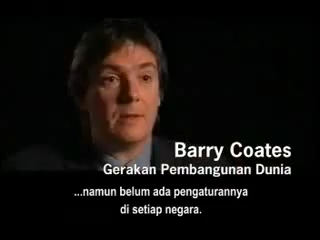 Barry Coates
Gerakan Pembangunan Dunia
...namun belum ada pengaturannya
di setiap negara.